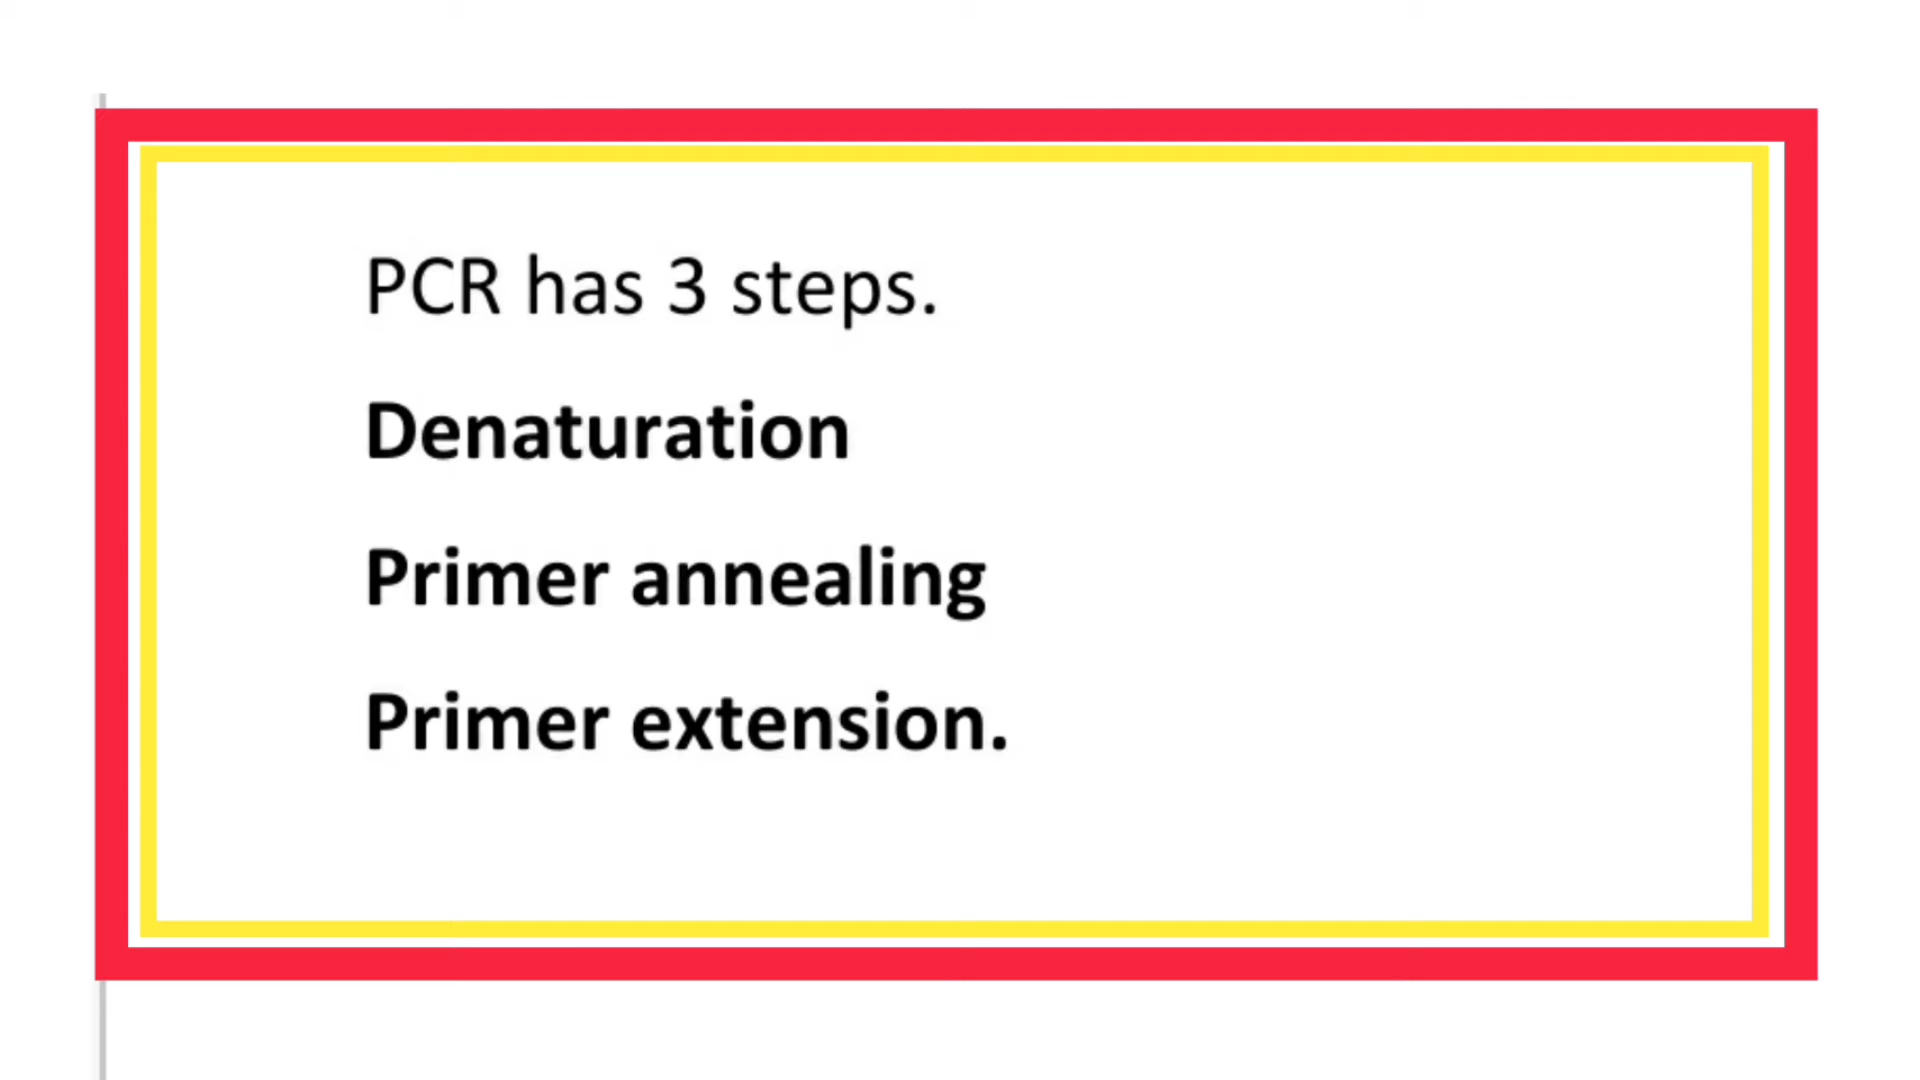 PCR has 3 steps.
Denaturation
Primer annealing
Primer extension.